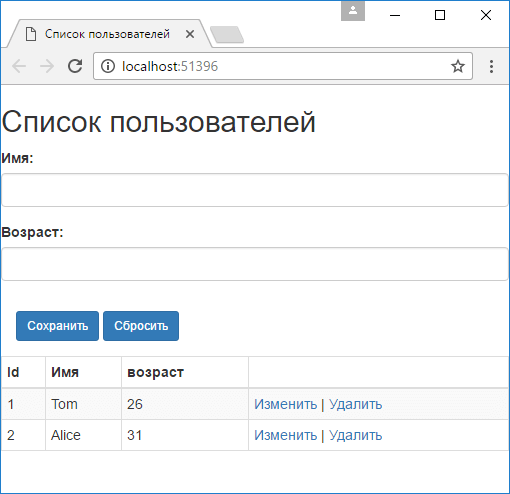 Список пользователей
localhost:51396
Список пользователей
Имя:
Возраст:
Сохранить Сбросить
Id Имя возраст
1 Tom 26 Изменить | Удалить
2 Alice 31 Изменить | Удалить